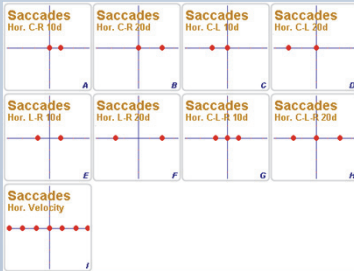 Saccades
Hor. C-R 10d
A
Saccades
Hor. C-R 20d
B
Saccades
Hor. C-L 10d
C
Saccades
Hor. C-L 20d
D
Saccades
Hor. L-R 10d
E
Saccades
Hor. L-R 20d
F
Saccades
Hor. C-L-R 10d
G
Saccades
Hor. C-L-R 20d
H
Saccades
Hor. Velocity
I